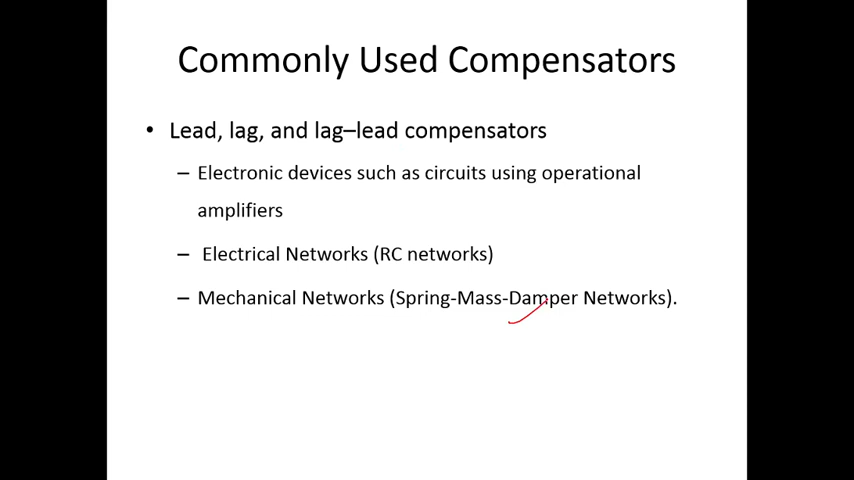 Commonly Used Compensators
• Lead, lag, and lag–lead compensators
– Electronic devices such as circuits using operational
amplifiers
– Electrical Networks (RC networks)
– Mechanical Networks (Spring-Mass-Damper Networks).